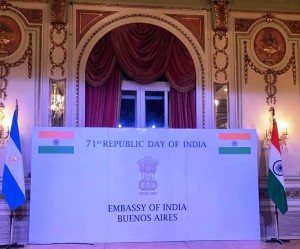 71st REPUBLIC DAY OF INDIA
EMBASSY OF INDIA
BUENOS AIRES